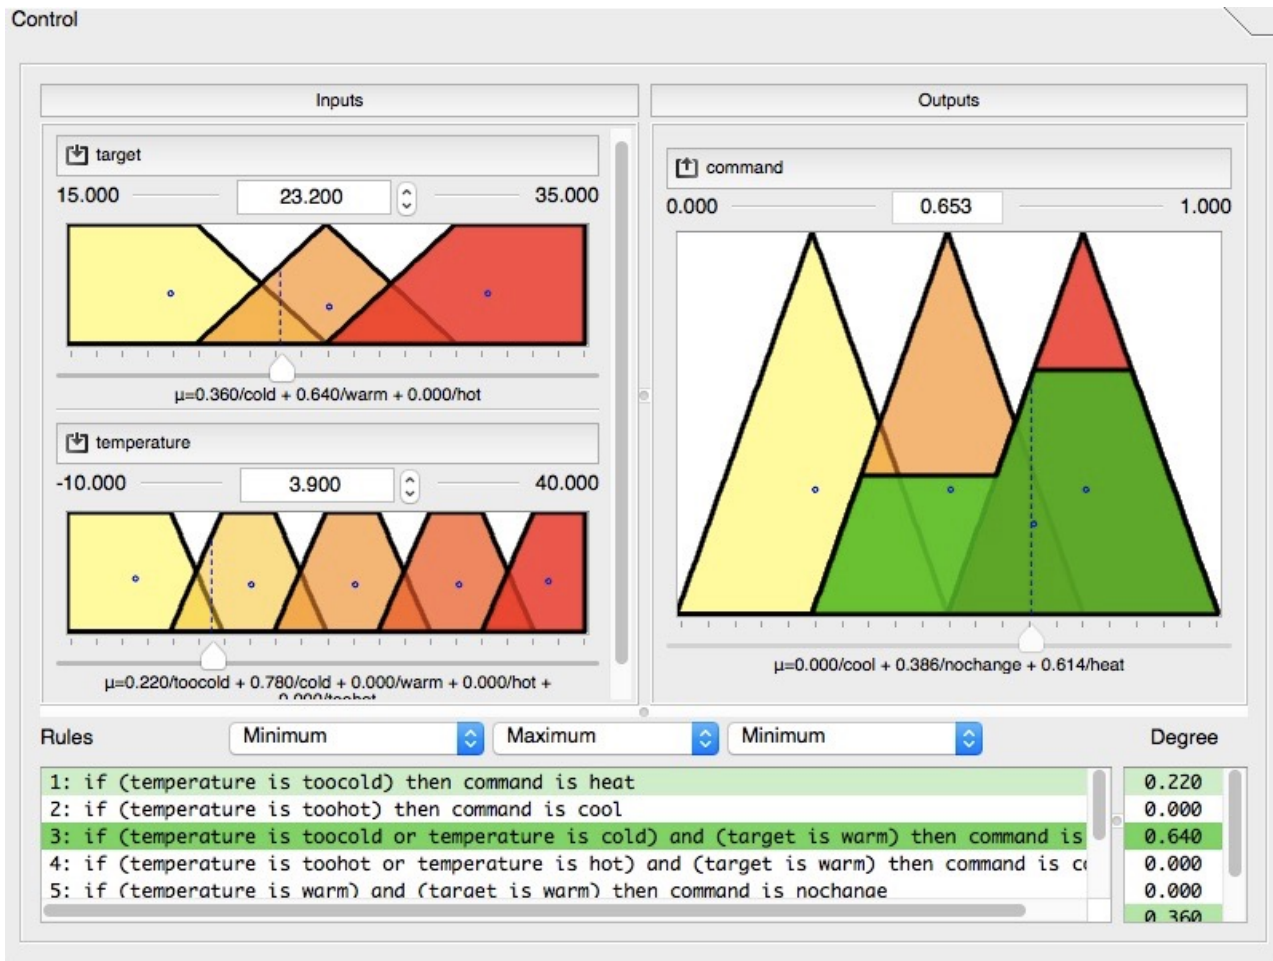 Control
Inputs
Outputs
target
15.000 23.200 35.000
μ=0.360/cold + 0.640/warm + 0.000/hot
temperature
-10.000 3.900 40.000
μ=0.220/toocold + 0.780/cold + 0.000/warm + 0.000/hot +
0.000/toohot
command
0.000 0.653 1.000
μ=0.000/cool + 0.386/nochange + 0.614/heat
Rules Minimum Maximum Minimum Degree
1: if (temperature is toocold) then command is heat 0.220
2: if (temperature is toohot) then command is cool 0.000
3: if (temperature is toocold or temperature is cold) and (target is warm) then command is 0.640
4: if (temperature is toohot or temperature is hot) and (target is warm) then command is co 0.000
5: if (temperature is warm) and (target is warm) then command is nochange 0.000
0.360